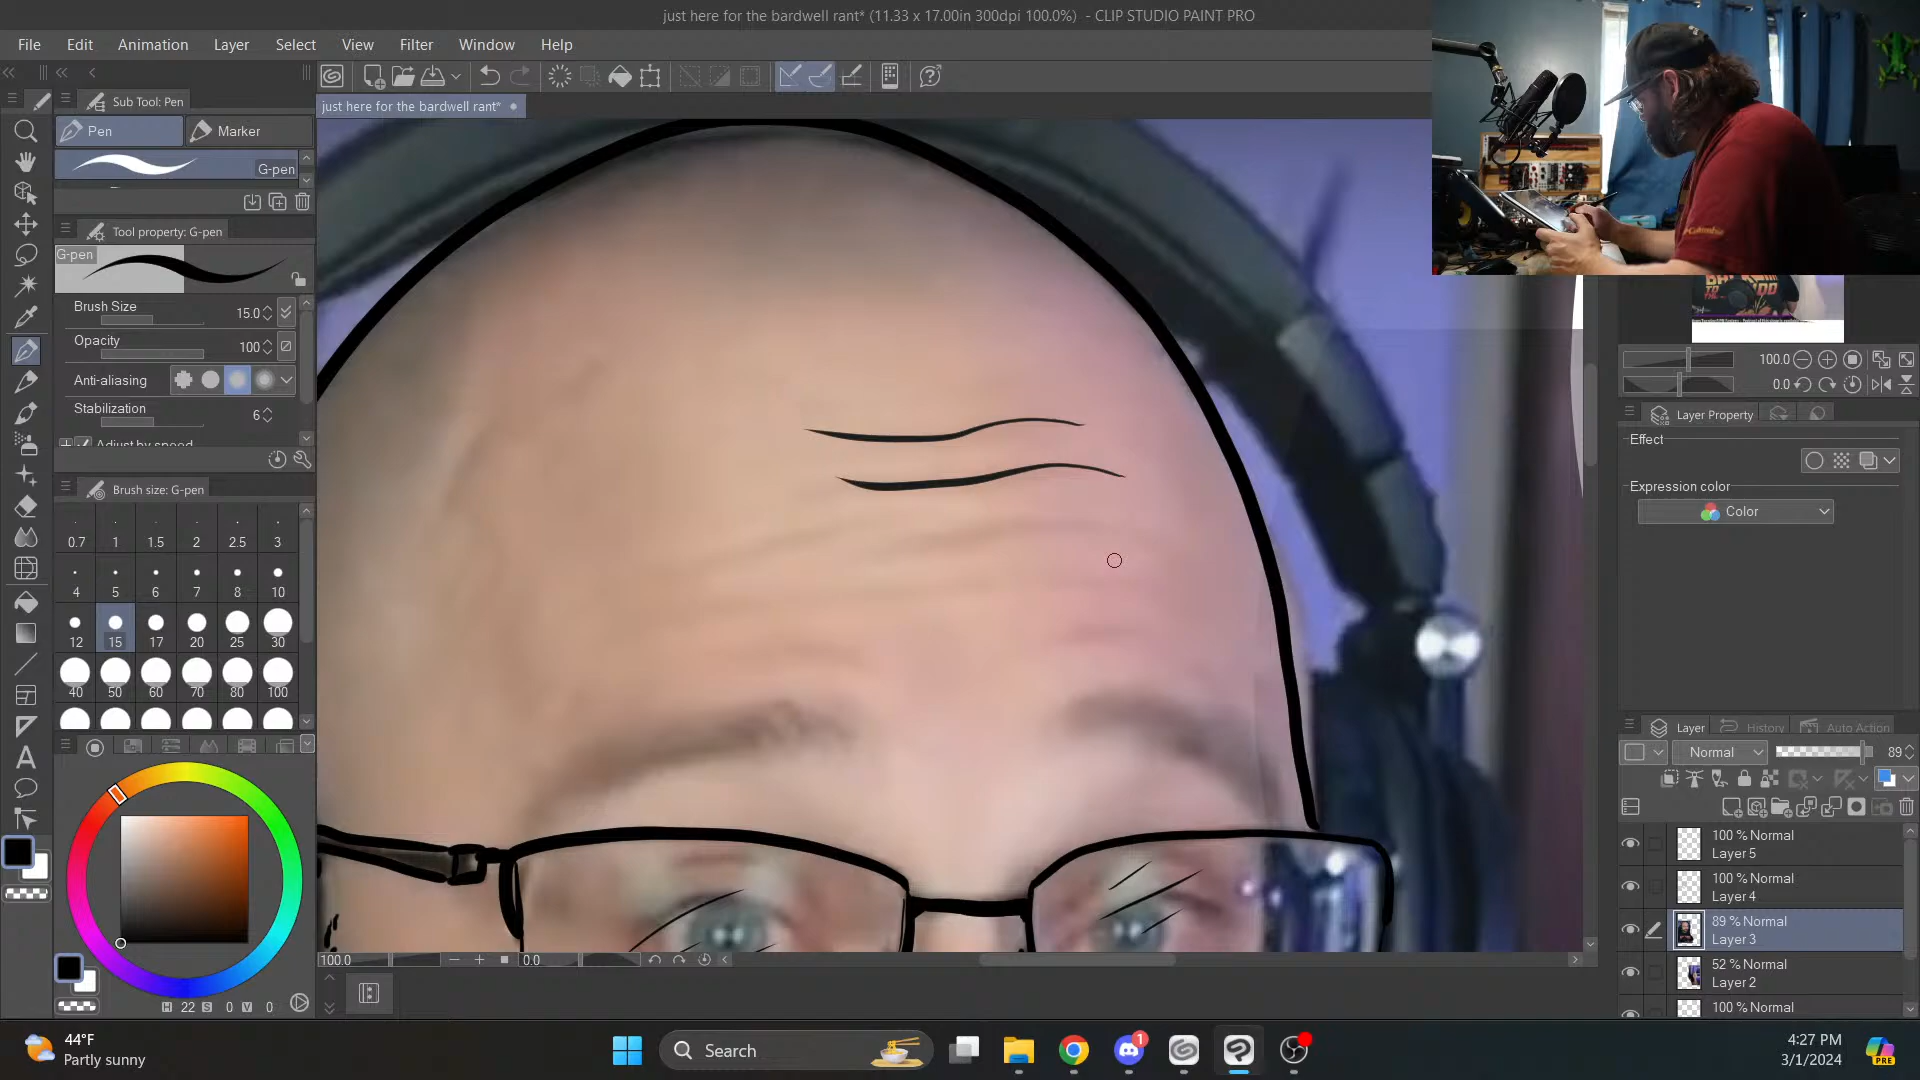 just here for the bardwell rant* (11.33 x 17.00in 300dpi 100.0%) - CLIP STUDIO PAINT PRO
File Edit Animation Layer Select View Filter Window Help
Sub Tool: Pen
just here for the bardwell rant*
Pen Marker
G-pen
Tool property: G-pen
G-pen
Brush Size 15.0
Opacity 100
Anti-aliasing
Stabilization 6
Adjust by speed
Brush size: G-pen
0.7 1 1.5 2 2.5 3
4 5 6 7 8 10
12 15 17 20 25 30
40 50 60 70 80 100
H 22 S 0 V 0
100.0 0.0
Columbia
100.0
0.0
Layer Property
Effect
Expression color
Color
Layer History Auto Action
Normal 89
100 % Normal
Layer 5
100 % Normal
Layer 4
89 % Normal
Layer 3
52 % Normal
Layer 2
100 % Normal
44°F
Partly sunny
Search
1
4:27 PM
3/1/2024
PRE